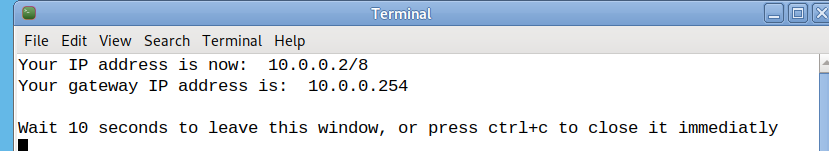 Terminal
File Edit View Search Terminal Help
Your IP address is now:  10.0.0.2/8
Your gateway IP address is:  10.0.0.254
Wait 10 seconds to leave this window, or press ctrl+c to close it immediatly